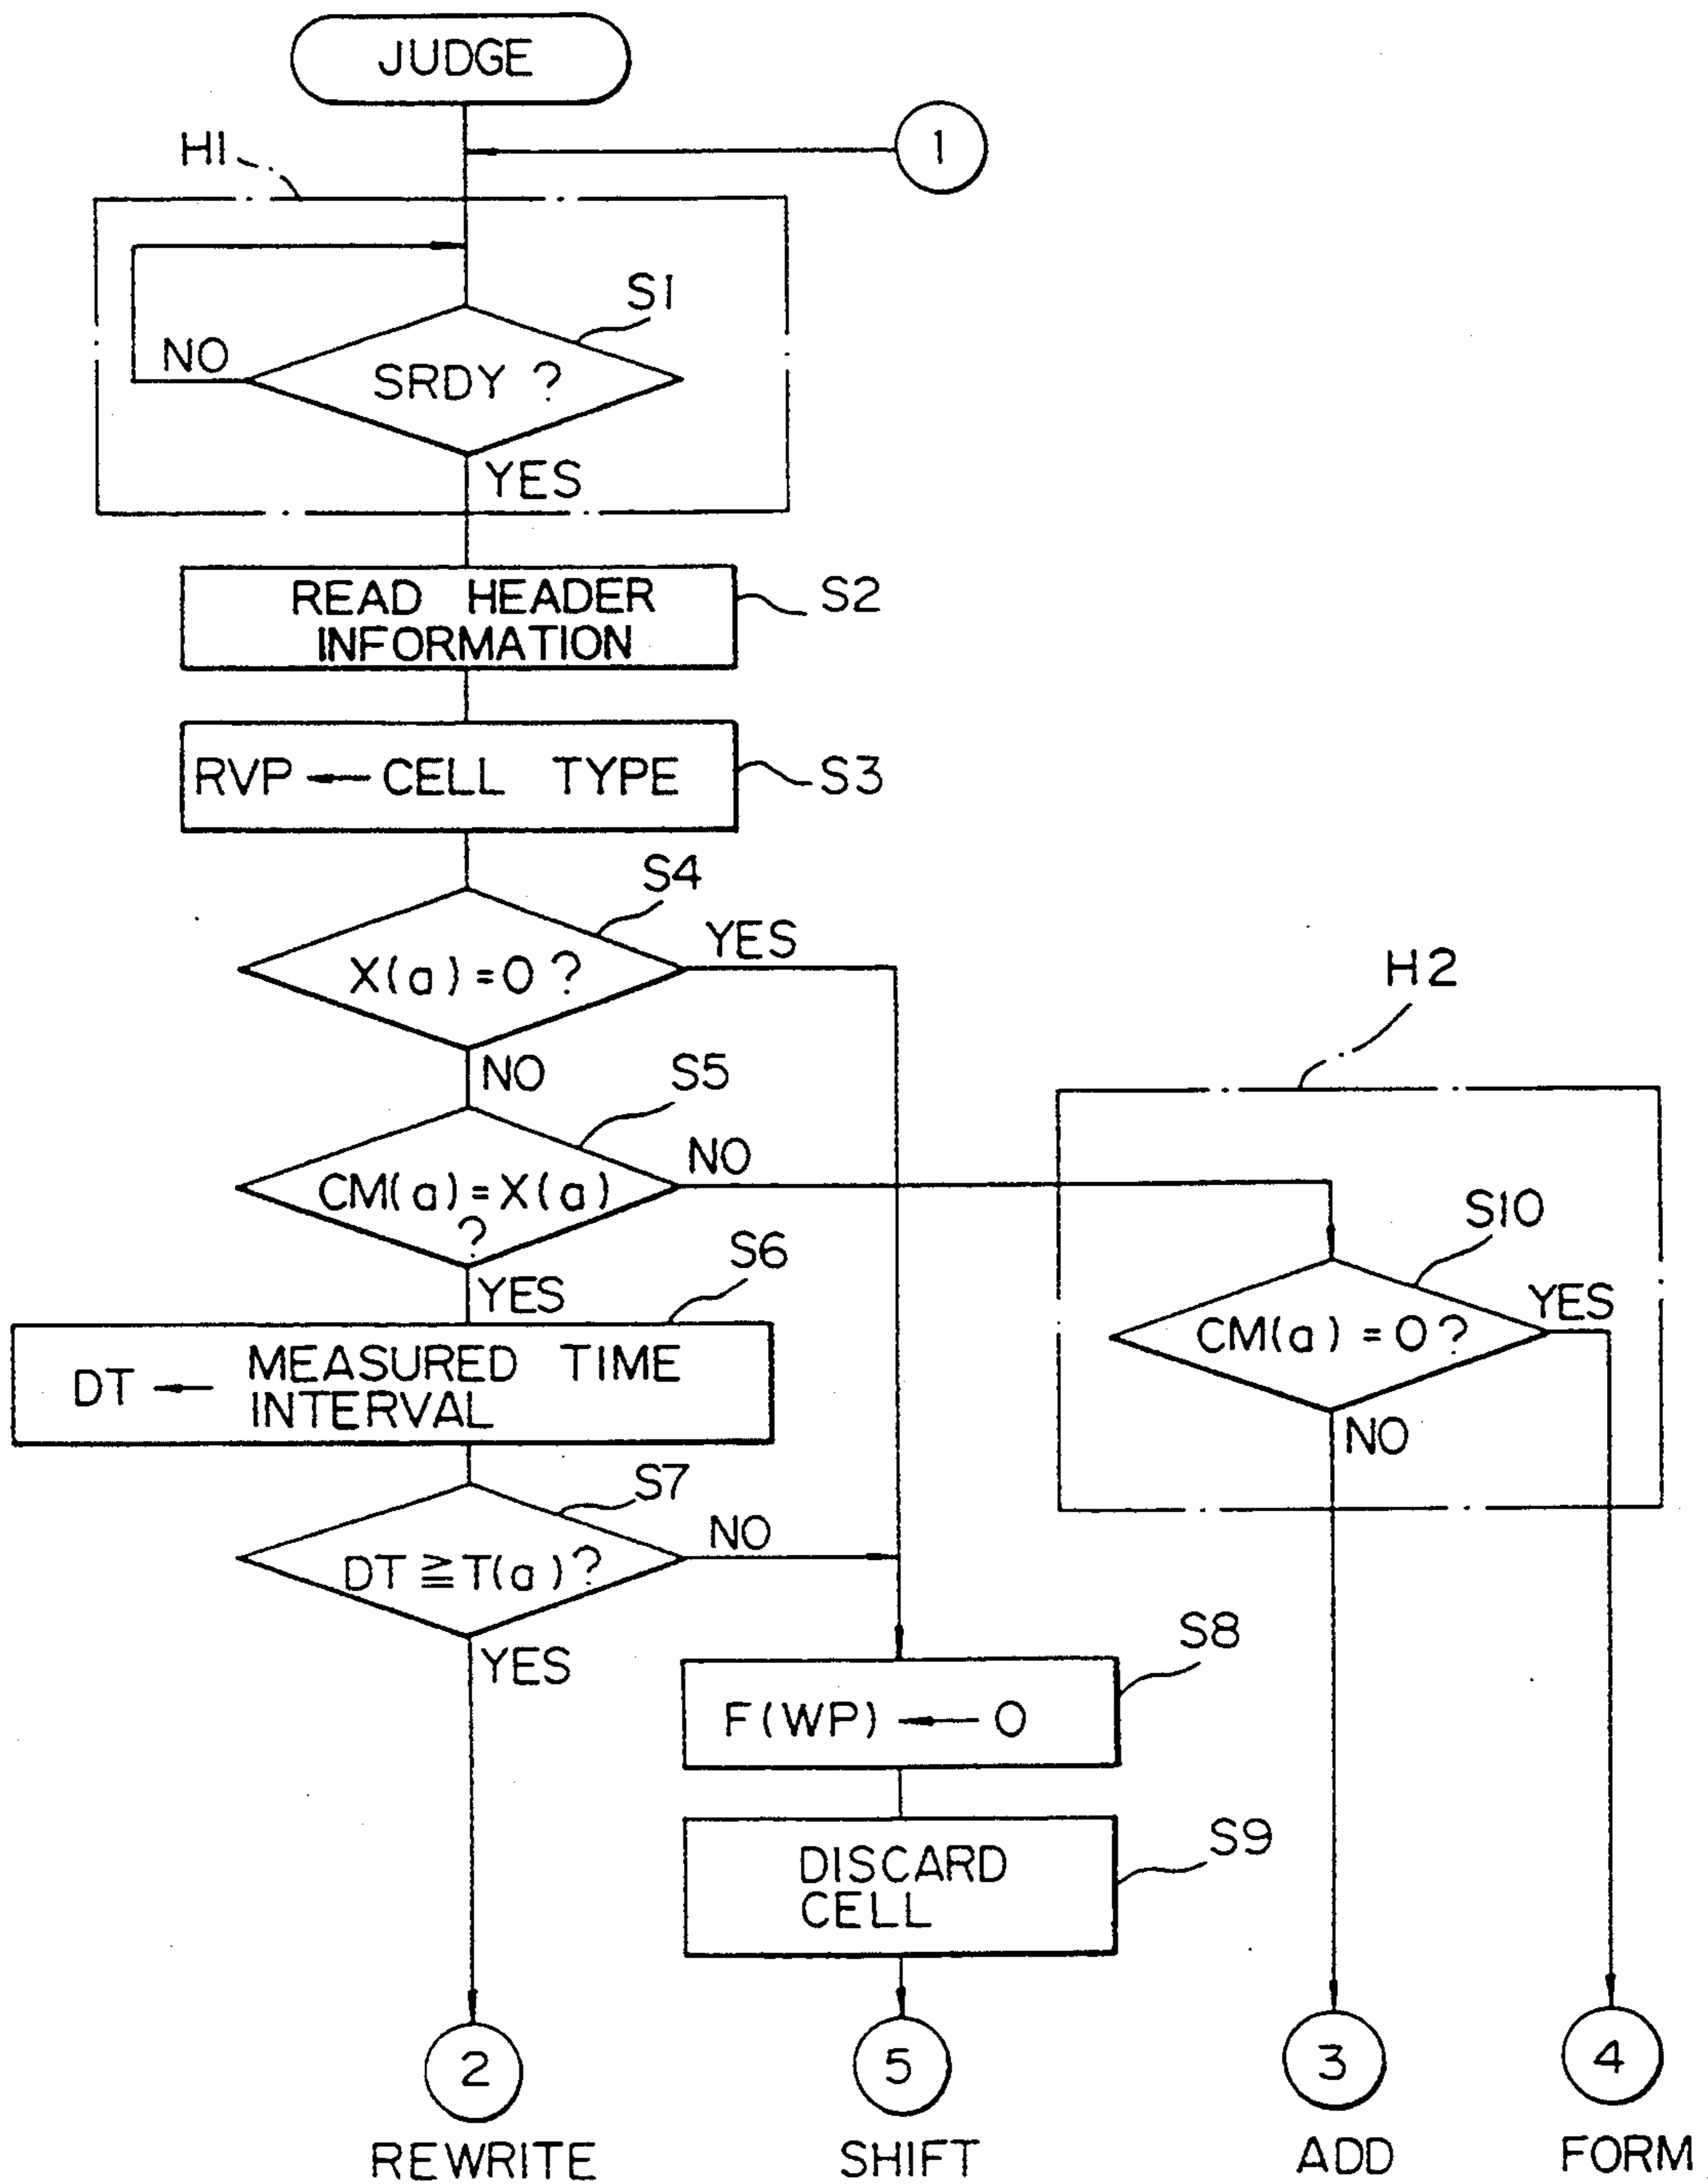 JUDGE
1
H1
S1
NO
SRDY ?
YES
READ HEADER
INFORMATION
S2
RVP ← CELL TYPE
S3
S4
YES
X(a)=0 ?
H2
NO
S5
NO
CM(a)=X(a)
?
S10
S6
YES
YES
CM(a)=0 ?
DT ← MEASURED TIME
INTERVAL
NO
S7
NO
DT ≧ T(a) ?
S8
YES
F(WP) ← 0
S9
DISCARD
CELL
2
5
3
4
REWRITE
SHIFT
ADD
FORM